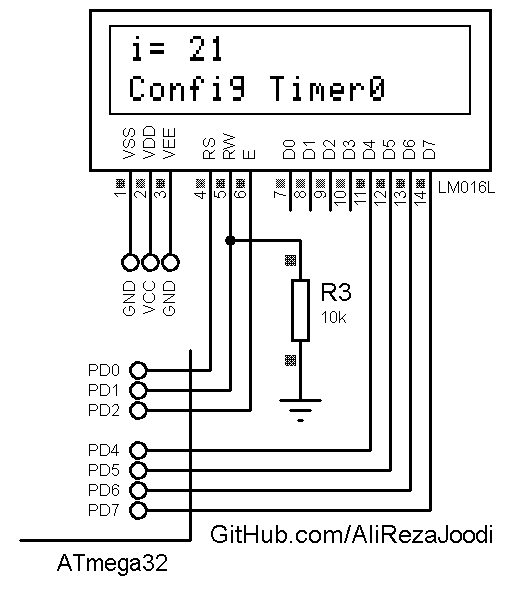 i= 21
Config Timer0
VSS VDD VEE RS RW E D0 D1 D2 D3 D4 D5 D6 D7
1 2 3 4 5 6 7 8 9 10 11 12 13 14
LM016L
GND VCC GND
R3
10k
PD0
PD1
PD2
PD4
PD5
PD6
PD7
GitHub.com/AliRezaJoodi
ATmega32